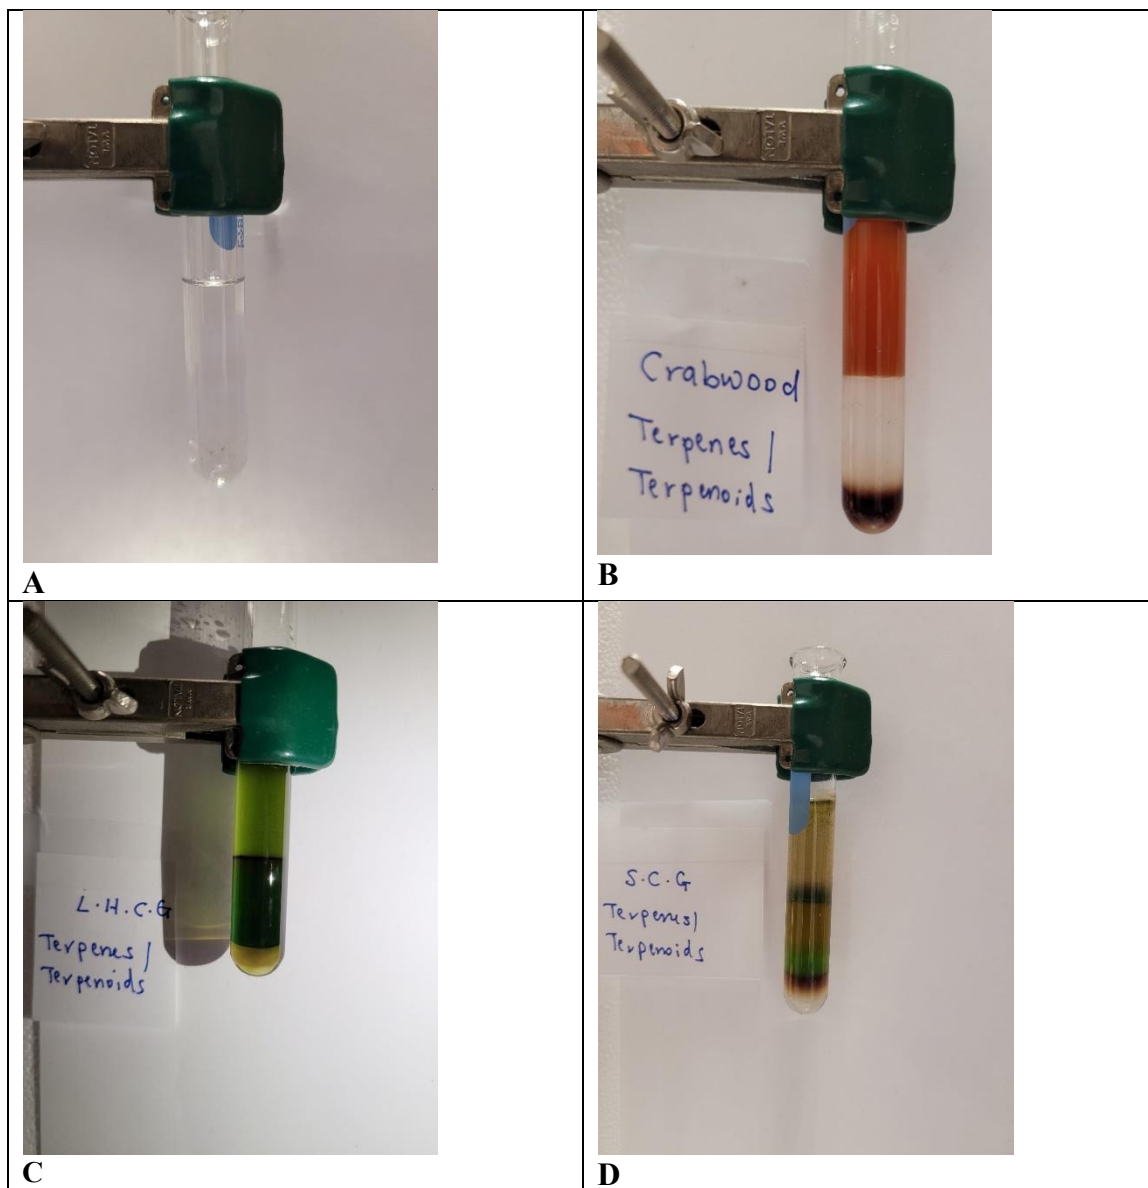 A
Crabwood
Terpenes /
Terpenoids
B
L.H.C.G
Terpenes /
Terpenoids
C
S.C.G
Terpenes/
Terpenoids
D